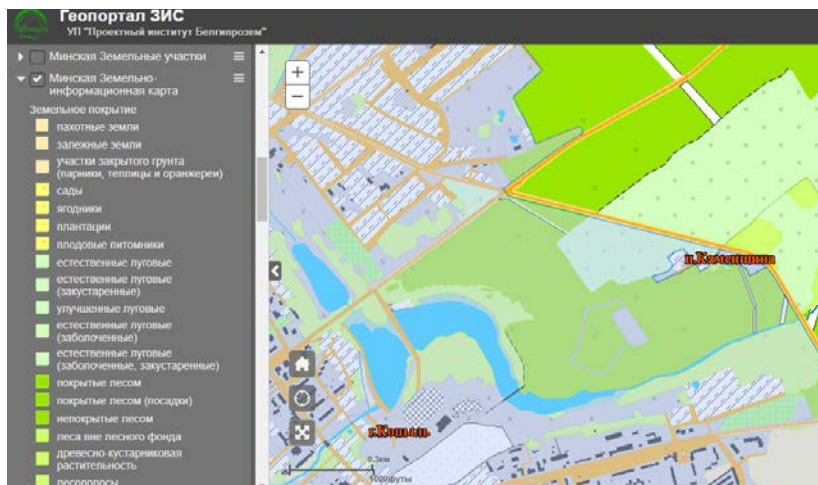 Геопортал ЗИС
УП "Проектный институт Белгипрозем"
Минская Земельные участки
Минская Земельно-
информационная карта
Земельное покрытие
пахотные земли
залежные земли
участки закрытого грунта
(парники, теплицы и оранжереи)
сады
ягодники
плантации
плодовые питомники
естественные луговые
естественные луговые
(закустаренные)
улучшенные луговые
естественные луговые
(заболоченные)
естественные луговые
(заболоченные, закустаренные)
покрытые лесом
покрытые лесом (посадки)
непокрытые лесом
леса вне лесного фонда
древесно-кустарниковая
растительность
лесополосы
+
−
0.3км